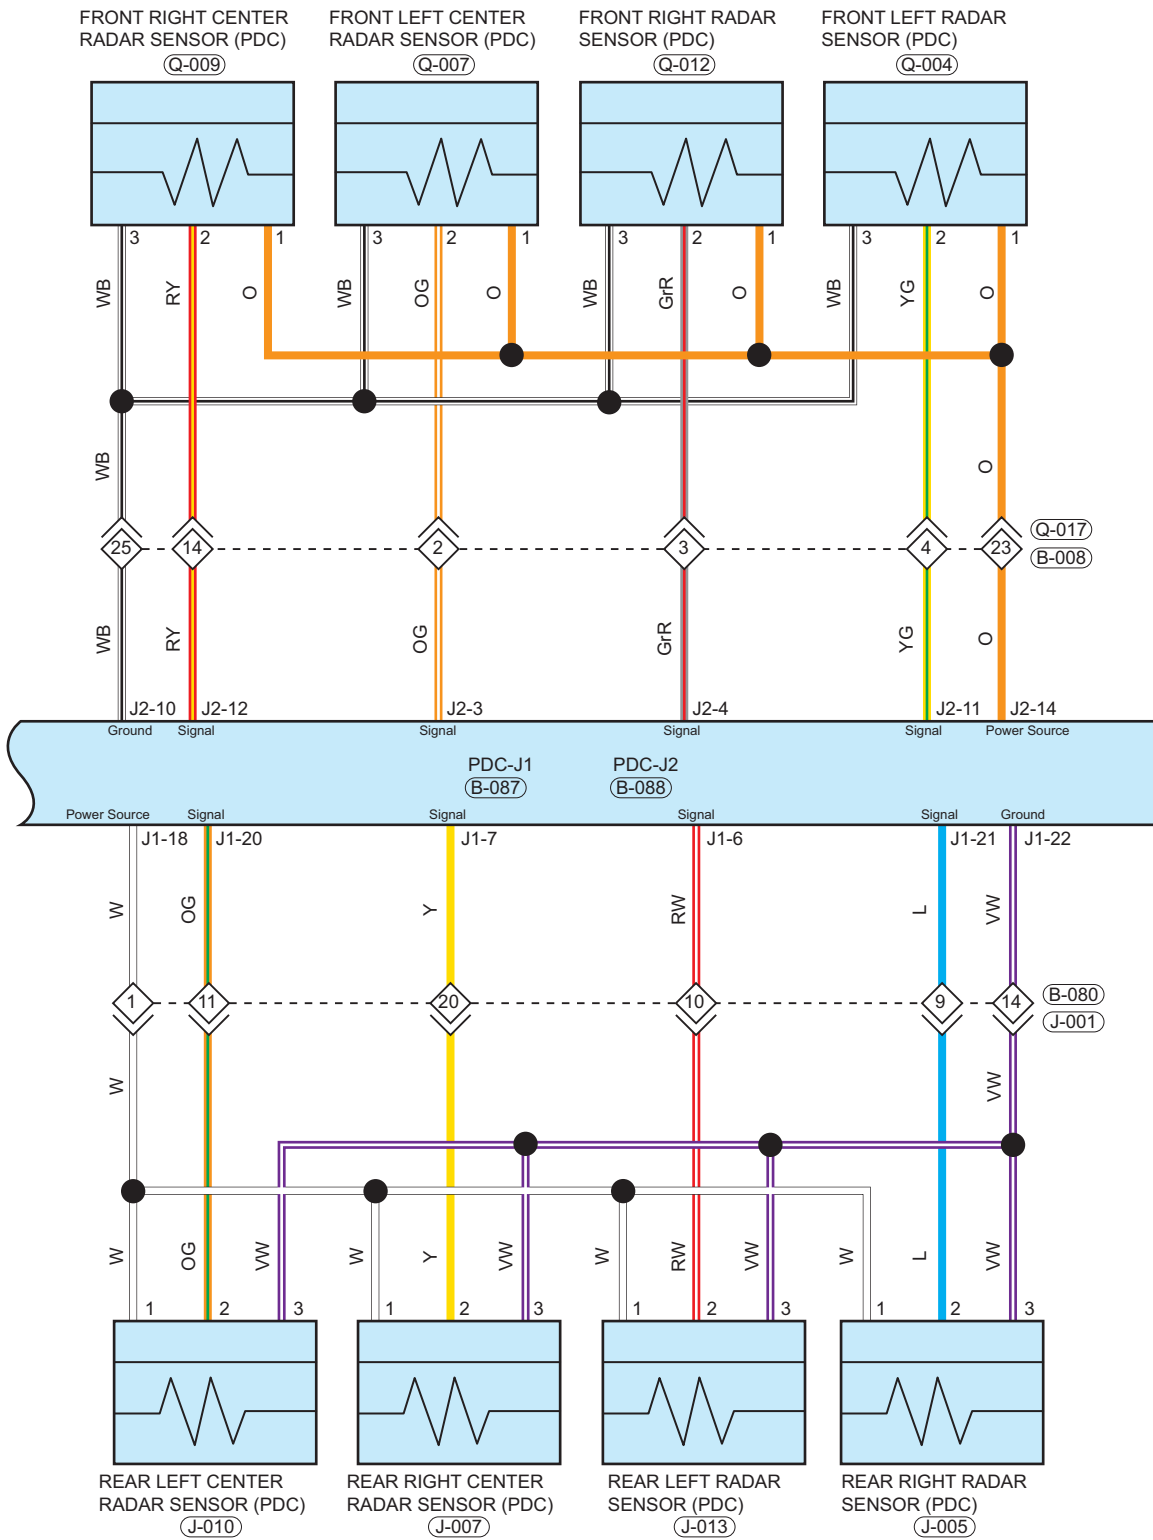 FRONT RIGHT CENTER
RADAR SENSOR (PDC)
Q-009
FRONT LEFT CENTER
RADAR SENSOR (PDC)
Q-007
FRONT RIGHT RADAR
SENSOR (PDC)
Q-012
FRONT LEFT RADAR
SENSOR (PDC)
Q-004
3 2 1 3 2 1 3 2 1 3 2 1
WB RY O WB OG O WB GrR O WB YG O
WB O
25 14 2 3 4 23
Q-017
B-008
WB RY OG GrR YG O
J2-10 J2-12 J2-3 J2-4 J2-11 J2-14
Ground Signal Signal Signal Signal Power Source
PDC-J1 PDC-J2
B-087 B-088
Power Source Signal Signal Signal Signal Ground
J1-18 J1-20 J1-7 J1-6 J1-21 J1-22
W OG Y RW L VW
1 11 20 10 9 14
B-080
J-001
W VW
W OG VW W Y VW W RW VW W L VW
1 2 3 1 2 3 1 2 3 1 2 3
REAR LEFT CENTER
RADAR SENSOR (PDC)
J-010
REAR RIGHT CENTER
RADAR SENSOR (PDC)
J-007
REAR LEFT RADAR
SENSOR (PDC)
J-013
REAR RIGHT RADAR
SENSOR (PDC)
J-005